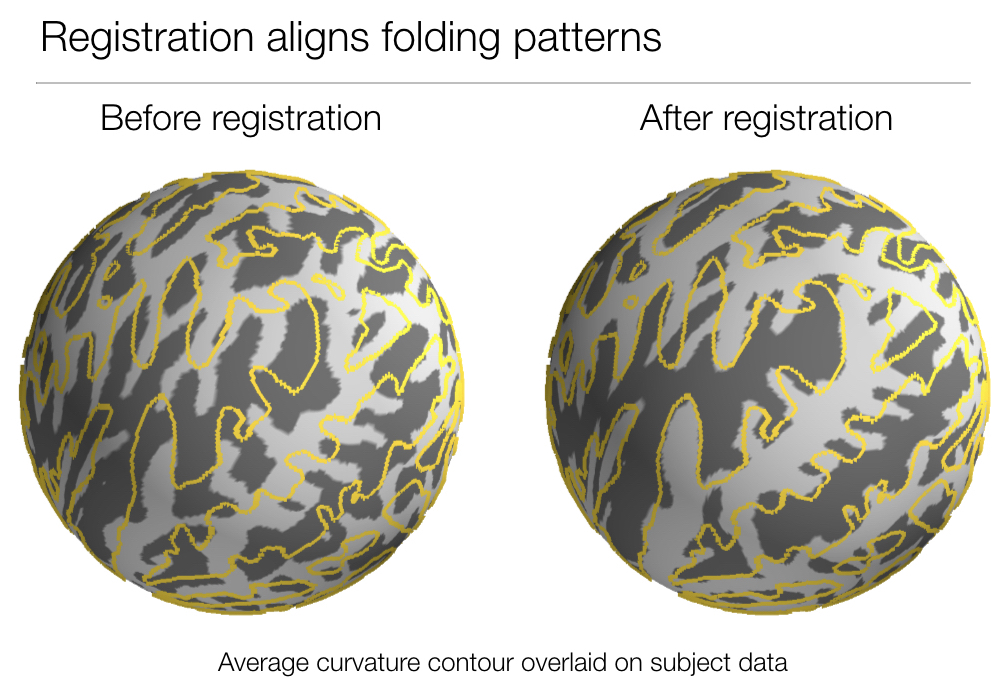 Registration aligns folding patterns
Before registration
After registration
Average curvature contour overlaid on subject data